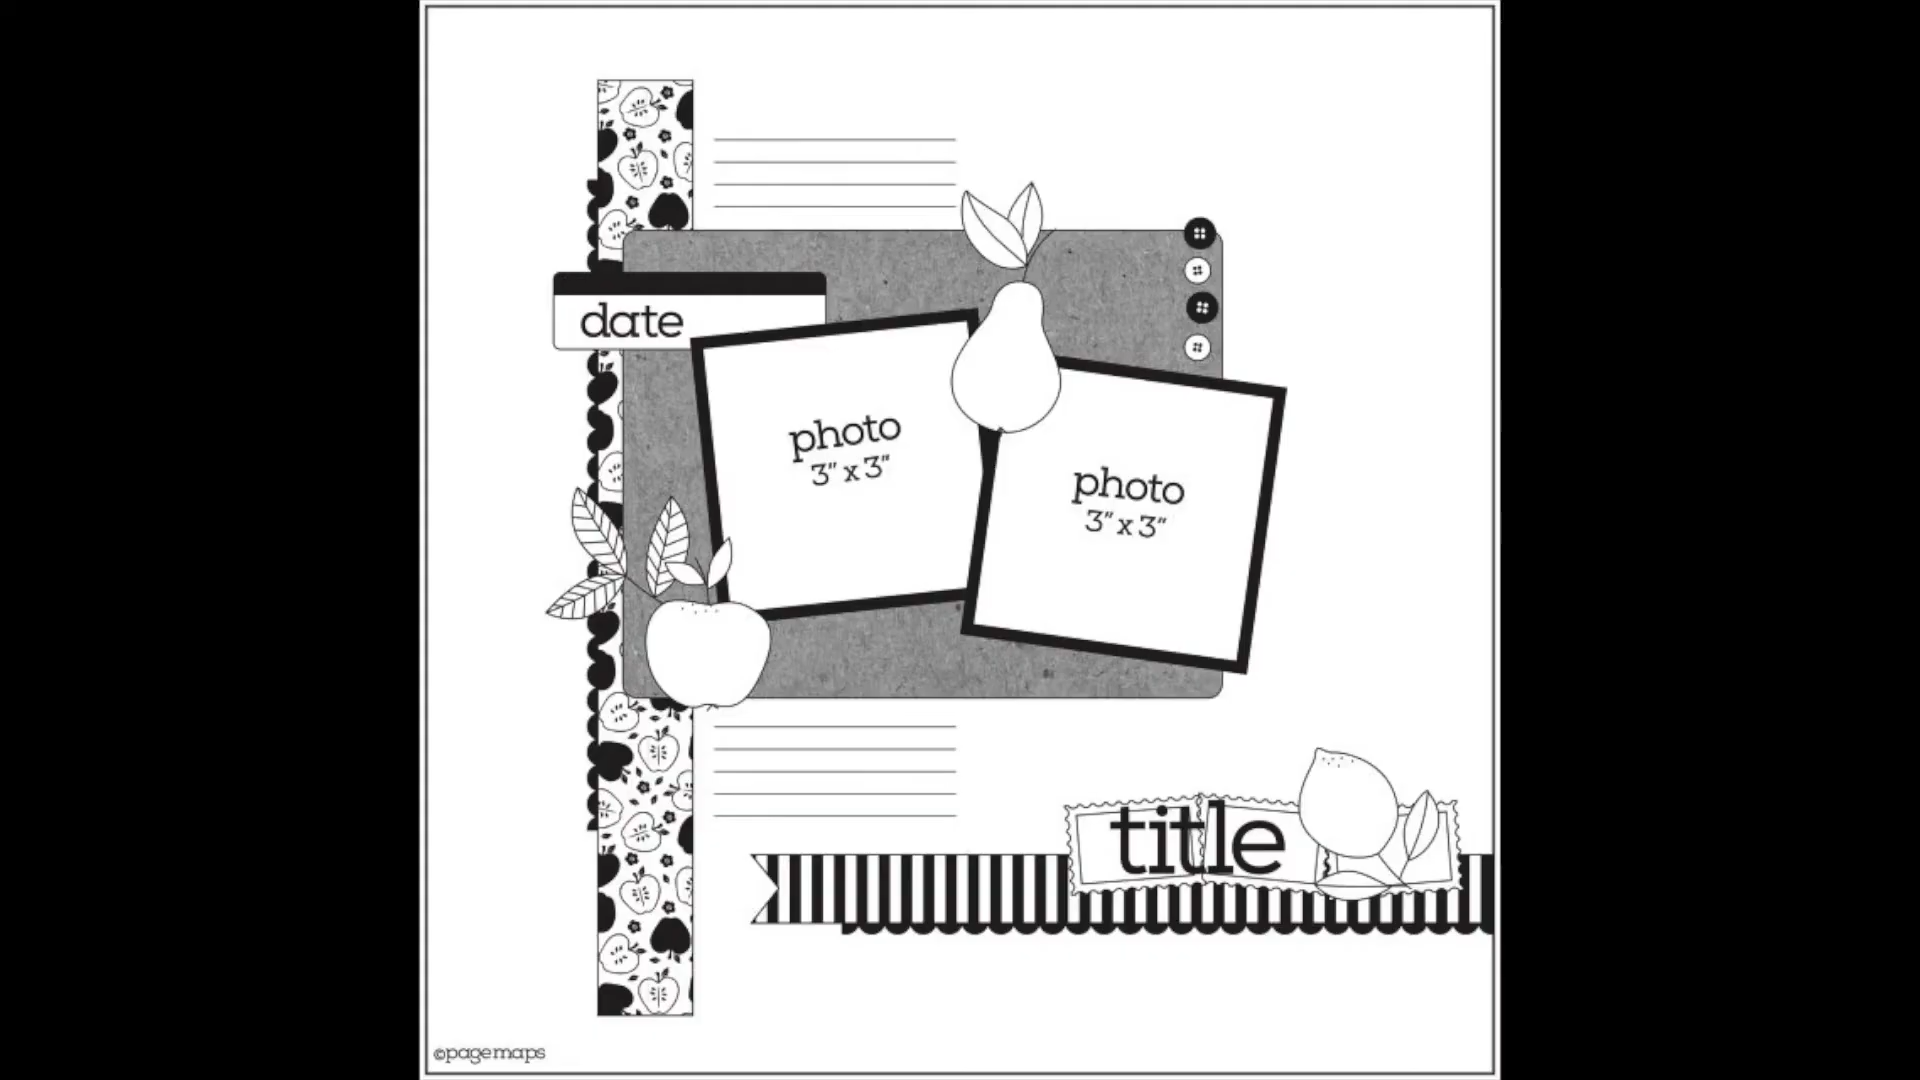 date
photo
3" x 3"
photo
3" x 3"
title
©pagemaps